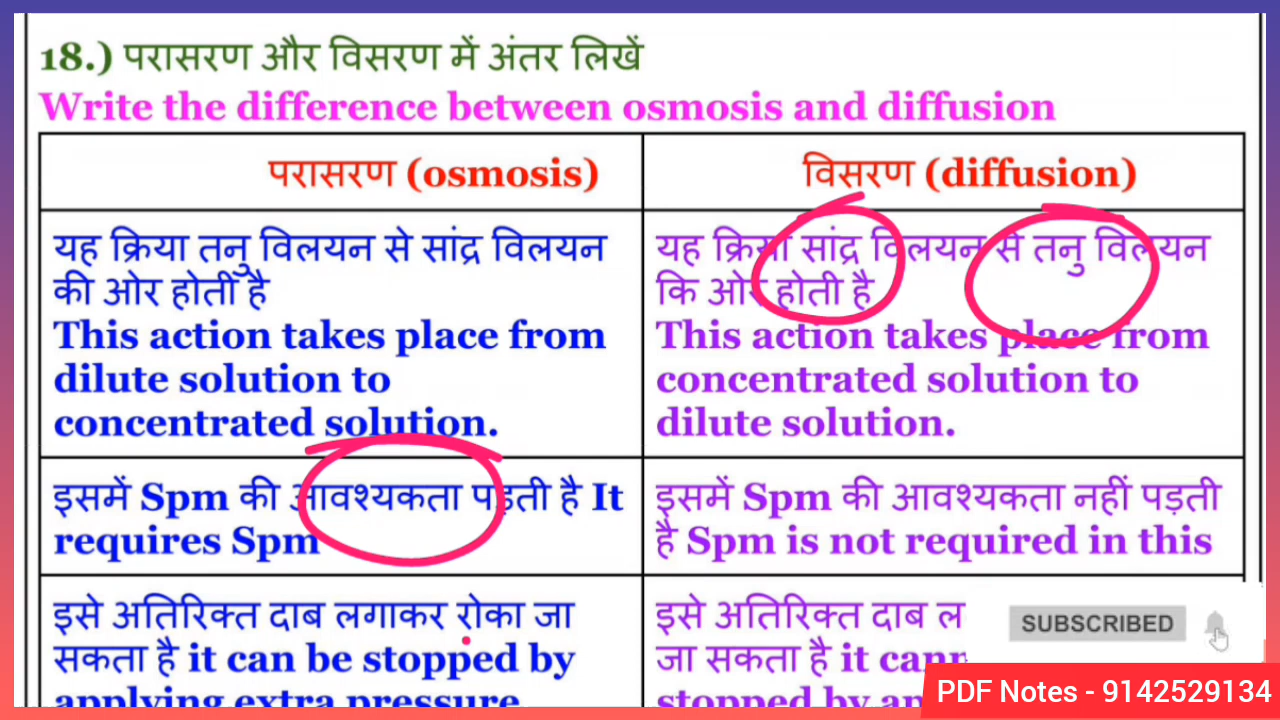 18.) परासरण और विसरण में अंतर लिखें
Write the difference between osmosis and diffusion
परासरण (osmosis)
विसरण (diffusion)
यह क्रिया तनु विलयन से सांद्र विलयन
की ओर होती है
This action takes place from
dilute solution to
concentrated solution.
यह क्रिया सांद्र विलयन से तनु विलयन
कि ओर होती है
This action takes place from
concentrated solution to
dilute solution.
इसमें Spm की आवश्यकता पड़ती है It
requires Spm
इसमें Spm की आवश्यकता नहीं पड़ती
है Spm is not required in this
इसे अतिरिक्त दाब लगाकर रोका जा
सकता है it can be stopped by
applying extra pressure
इसे अतिरिक्त दाब
जा सकता है it
stopped by
SUBSCRIBED
PDF Notes - 9142529134